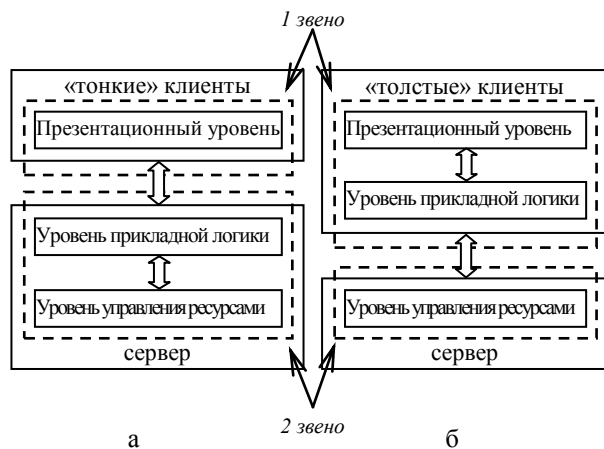 1 звено
«тонкие» клиенты
Презентационный уровень
Уровень прикладной логики
Уровень управления ресурсами
сервер
«толстые» клиенты
Презентационный уровень
Уровень прикладной логики
Уровень управления ресурсами
сервер
2 звено
а
б